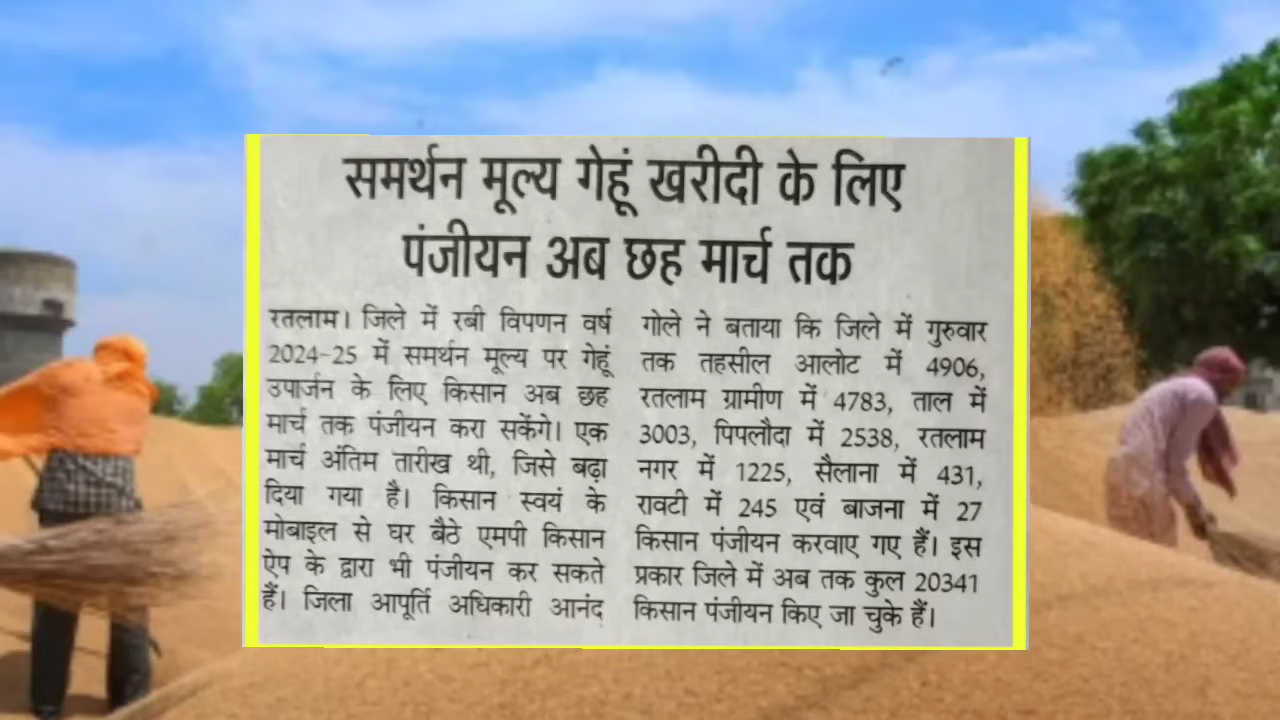 समर्थन मूल्य गेहूं खरीदी के लिए
पंजीयन अब छह मार्च तक
रतलाम। जिले में रबी विपणन वर्ष
2024-25 में समर्थन मूल्य पर गेहूं
उपार्जन के लिए किसान अब छह
मार्च तक पंजीयन करा सकेंगे। एक
मार्च अंतिम तारीख थी, जिसे बढ़ा
दिया गया है। किसान स्वयं के
मोबाइल से घर बैठे एमपी किसान
ऐप के द्वारा भी पंजीयन कर सकते
हैं। जिला आपूर्ति अधिकारी आनंद
गोले ने बताया कि जिले में गुरुवार
तक तहसील आलोट में 4906,
रतलाम ग्रामीण में 4783, ताल में
3003, पिपलौदा में 2538, रतलाम
नगर में 1225, सैलाना में 431,
रावटी में 245 एवं बाजना में 27
किसान पंजीयन करवाए गए हैं। इस
प्रकार जिले में अब तक कुल 20341
किसान पंजीयन किए जा चुके हैं।